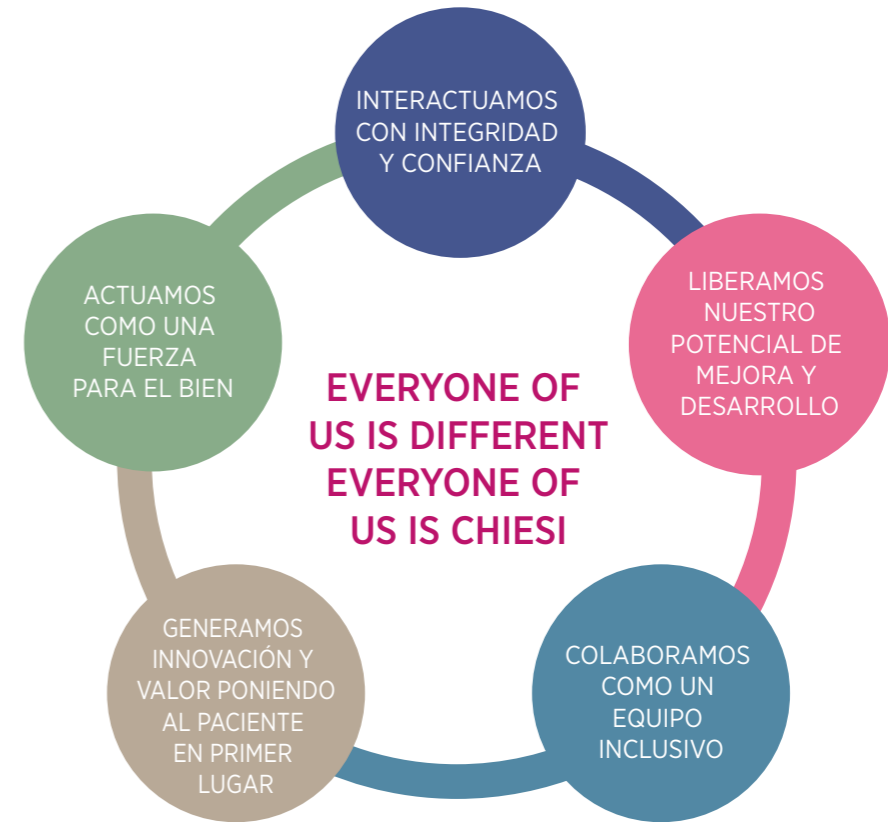 INTERACTUAMOS
CON INTEGRIDAD
Y CONFIANZA
LIBERAMOS
NUESTRO
POTENCIAL DE
MEJORA Y
DESARROLLO
COLABORAMOS
COMO UN
EQUIPO
INCLUSIVO
GENERAMOS
INNOVACIÓN Y
VALOR PONIENDO
AL PACIENTE
EN PRIMER
LUGAR
ACTUAMOS
COMO UNA
FUERZA
PARA EL BIEN
EVERYONE OF
US IS DIFFERENT
EVERYONE OF
US IS CHIESI